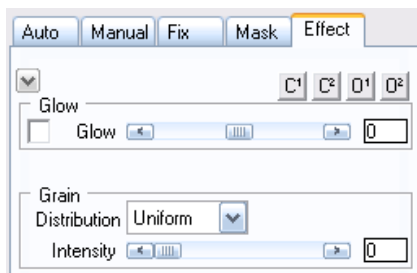 Auto Manual Fix Mask Effect
C¹ C² O¹ O²
Glow
Glow 0
Grain
Distribution Uniform
Intensity 0